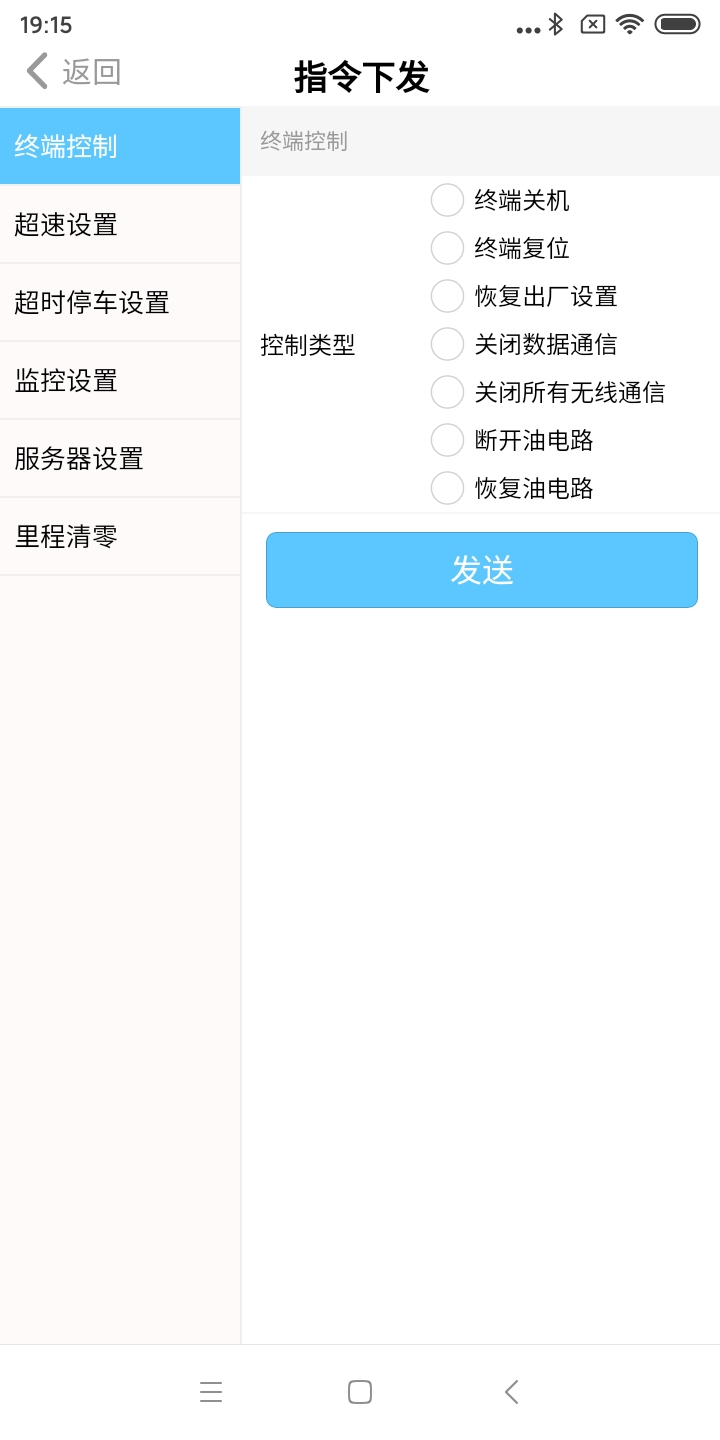 19:15
返回
指令下发
终端控制
超速设置
超时停车设置
监控设置
服务器设置
里程清零
终端控制
控制类型
终端关机
终端复位
恢复出厂设置
关闭数据通信
关闭所有无线通信
断开油电路
恢复油电路
发送